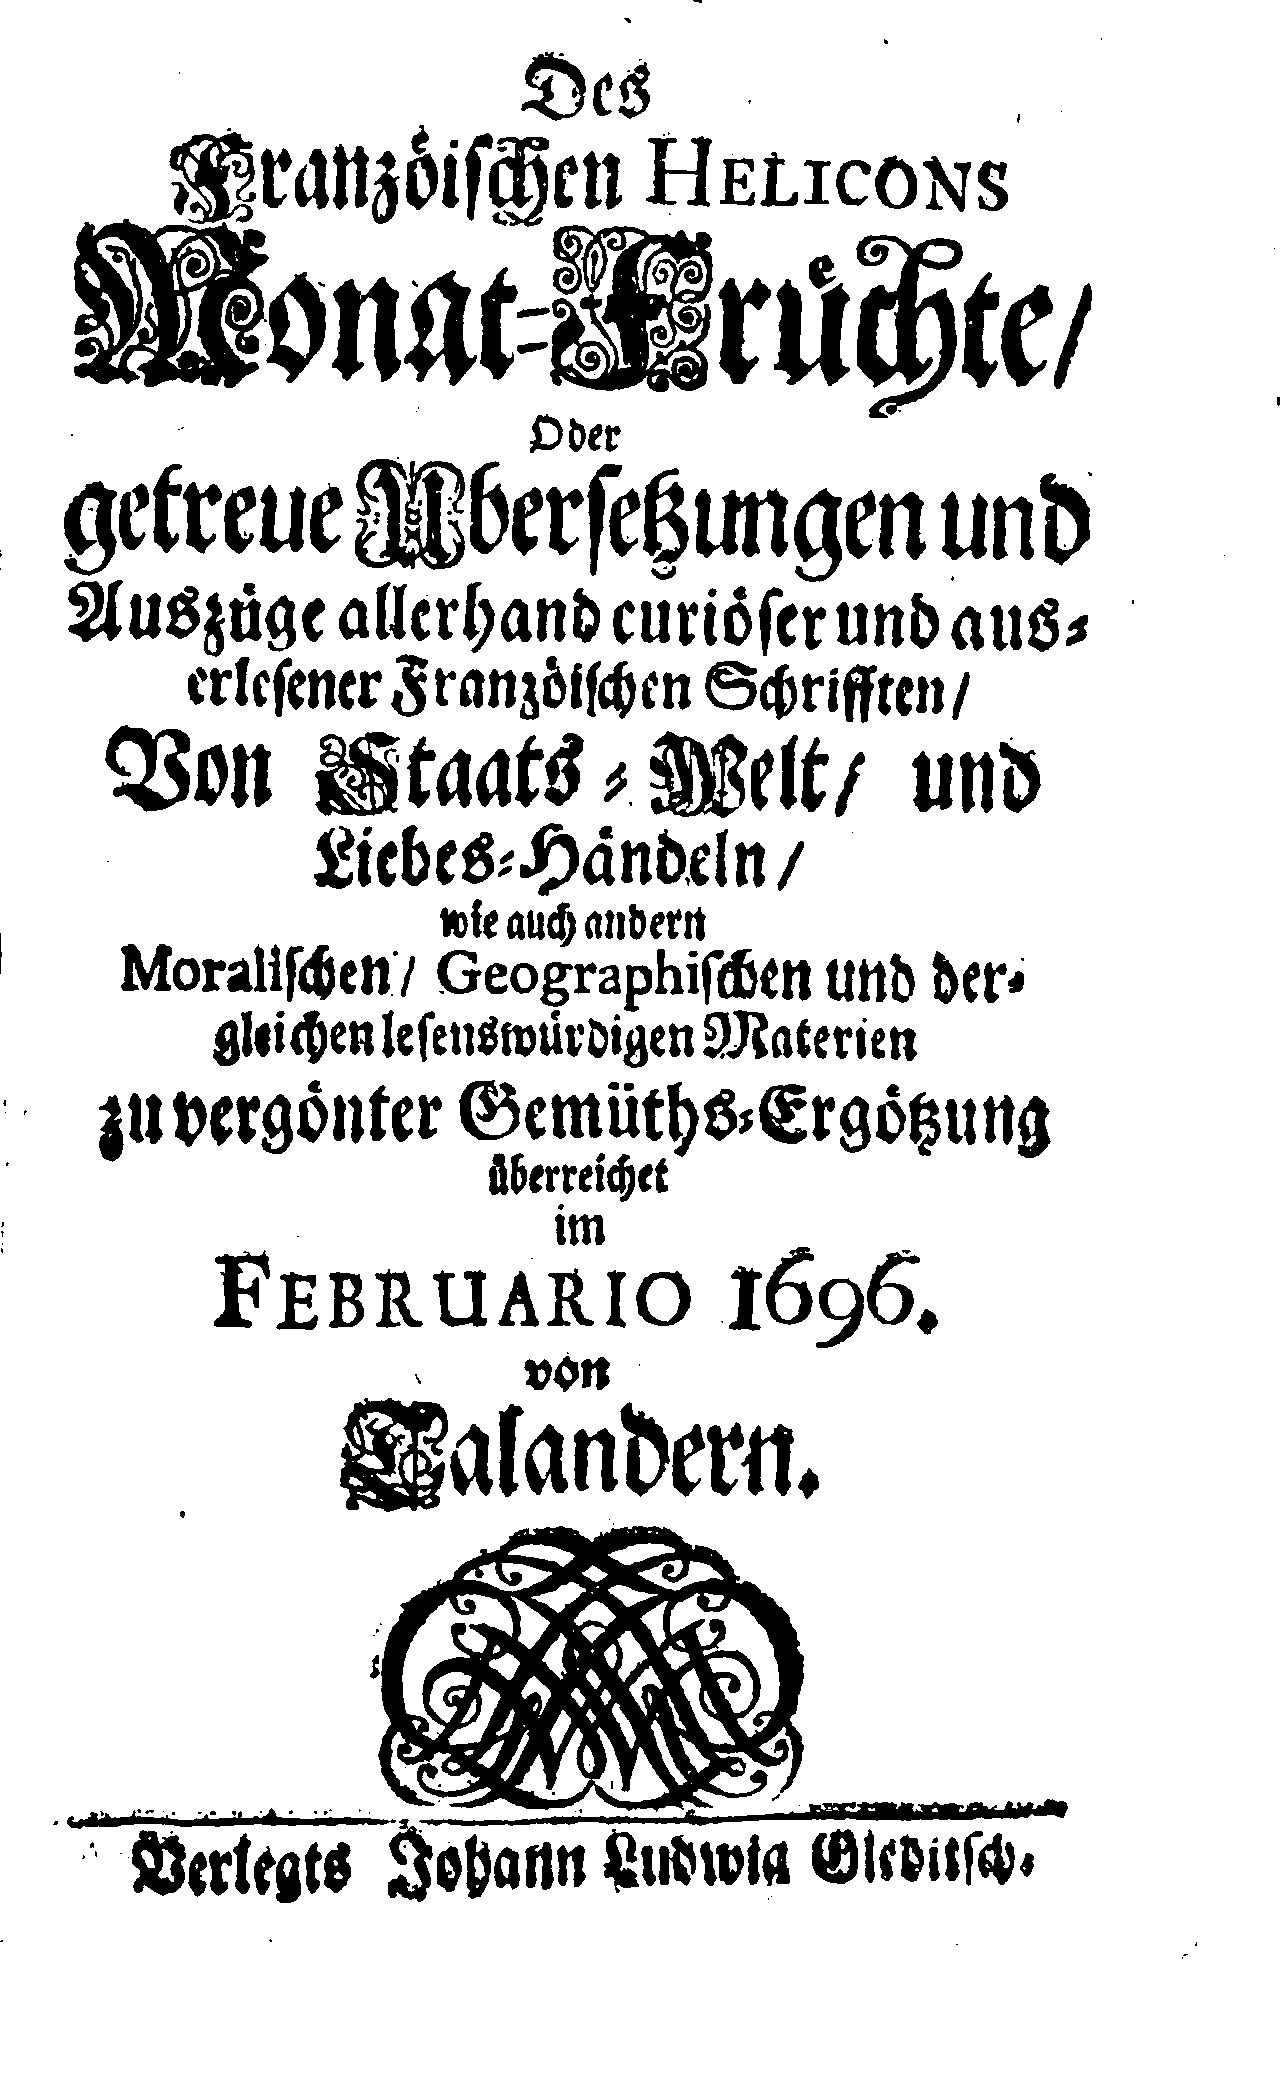 Des
Französischen HELICONS
Monat-Früchte/
Oder
getreue Ubersetzungen und
Auszüge allerhand curiöser und aus-
erlesener Französischen Schrifften/
Von Staats - Welt/ und
Liebes-Händeln/
wie auch andern
Moralischen/ Geographischen und der-
gleichen lesenswürdigen Materien
zu vergönter Gemüths-Ergötzung
überreichet
im
FEBRUARIO 1696.
von
Talandern.
Verlegts Johann Ludwig Gleditsch.